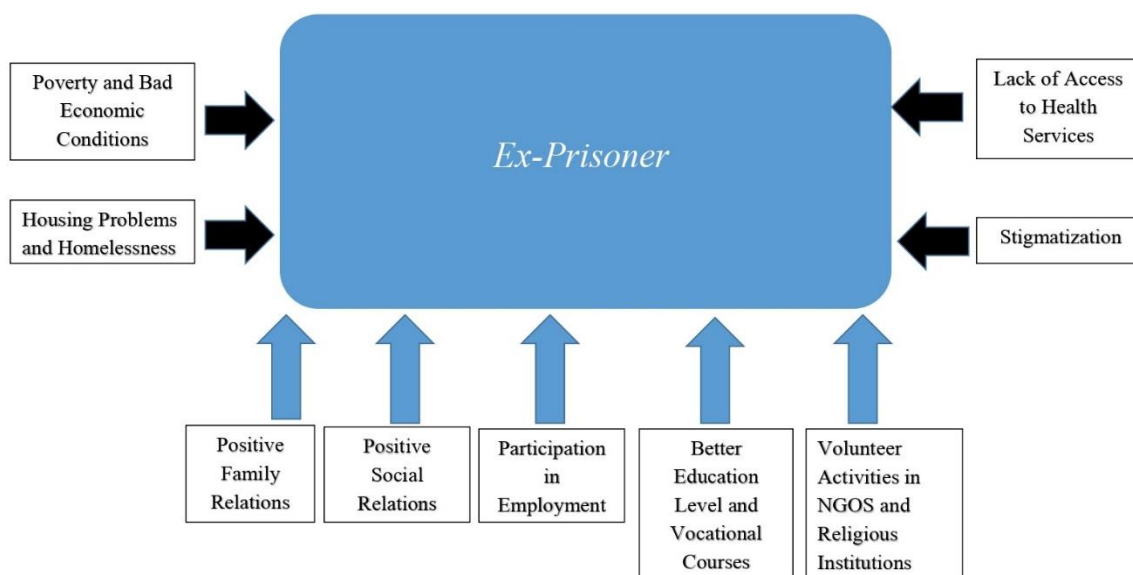 Poverty and Bad
Economic
Conditions
Housing Problems
and Homelessness
Ex-Prisoner
Lack of Access
to Health
Services
Stigmatization
Positive
Family
Relations
Positive
Social
Relations
Participation
in
Employment
Better
Education
Level and
Vocational
Courses
Volunteer
Activities in
NGOS and
Religious
Institutions